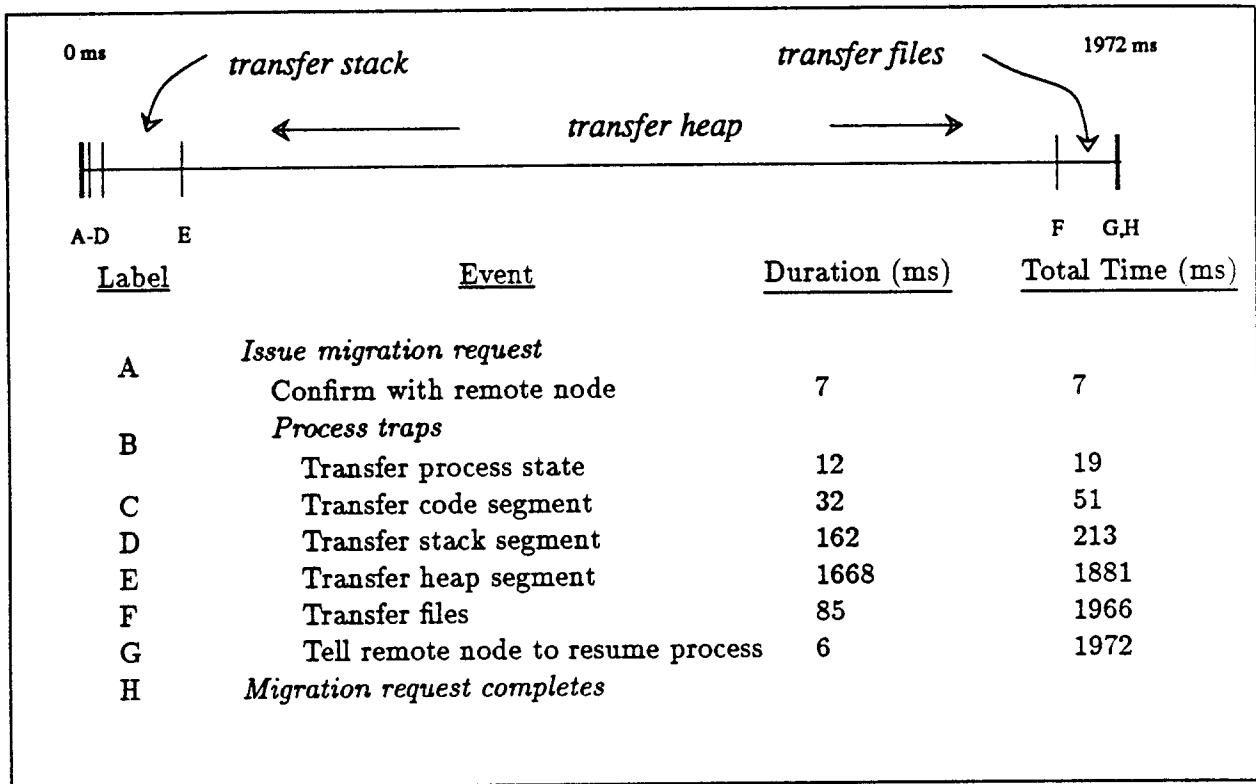 0 ms transfer stack transfer files 1972 ms
transfer heap
A-D E F G,H
Label Event Duration (ms) Total Time (ms)
Issue migration request
A
Confirm with remote node 7 7
Process traps
B
Transfer process state 12 19
C Transfer code segment 32 51
D Transfer stack segment 162 213
E Transfer heap segment 1668 1881
F Transfer files 85 1966
G Tell remote node to resume process 6 1972
H Migration request completes